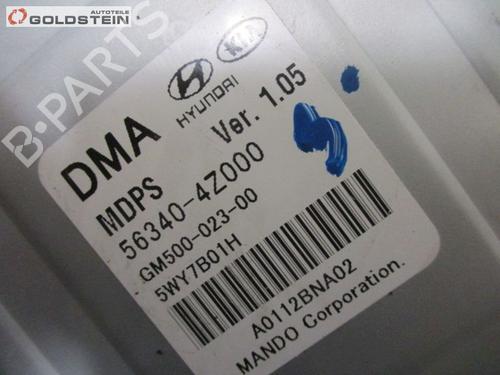 AUTOTEILE
GOLDSTEIN
B-PARTS
HYUNDAI
KIA
DMA
MDPS
Ver. 1.05
56340-4Z000
GM500-023-00
5WY7B01H
A0112BNA02
MANDO Corporation.